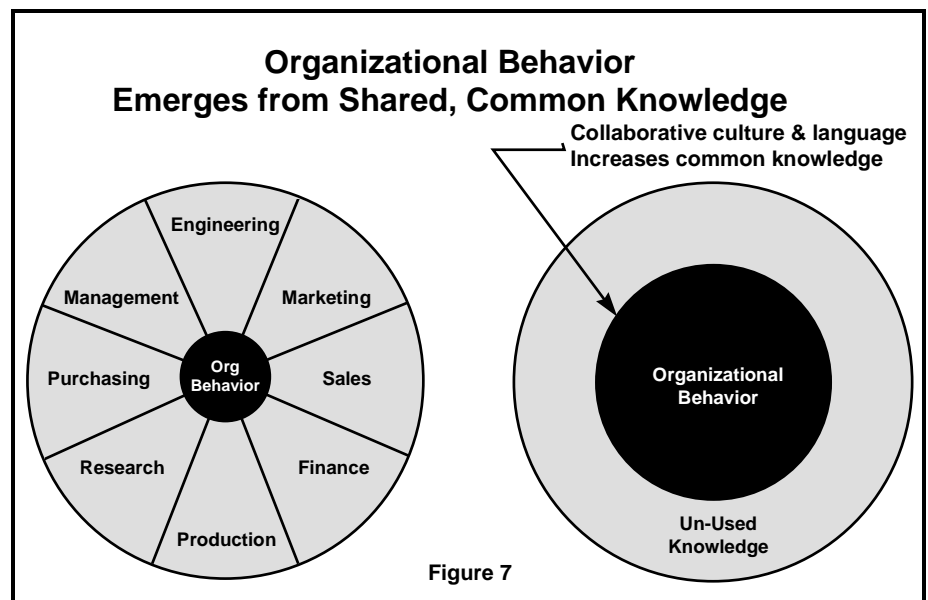 Organizational Behavior
Emerges from Shared, Common Knowledge
Collaborative culture & language
Increases common knowledge
Engineering
Management
Marketing
Org
Behavior
Purchasing
Sales
Research
Finance
Production
Organizational
Behavior
Un-Used
Knowledge
Figure 7